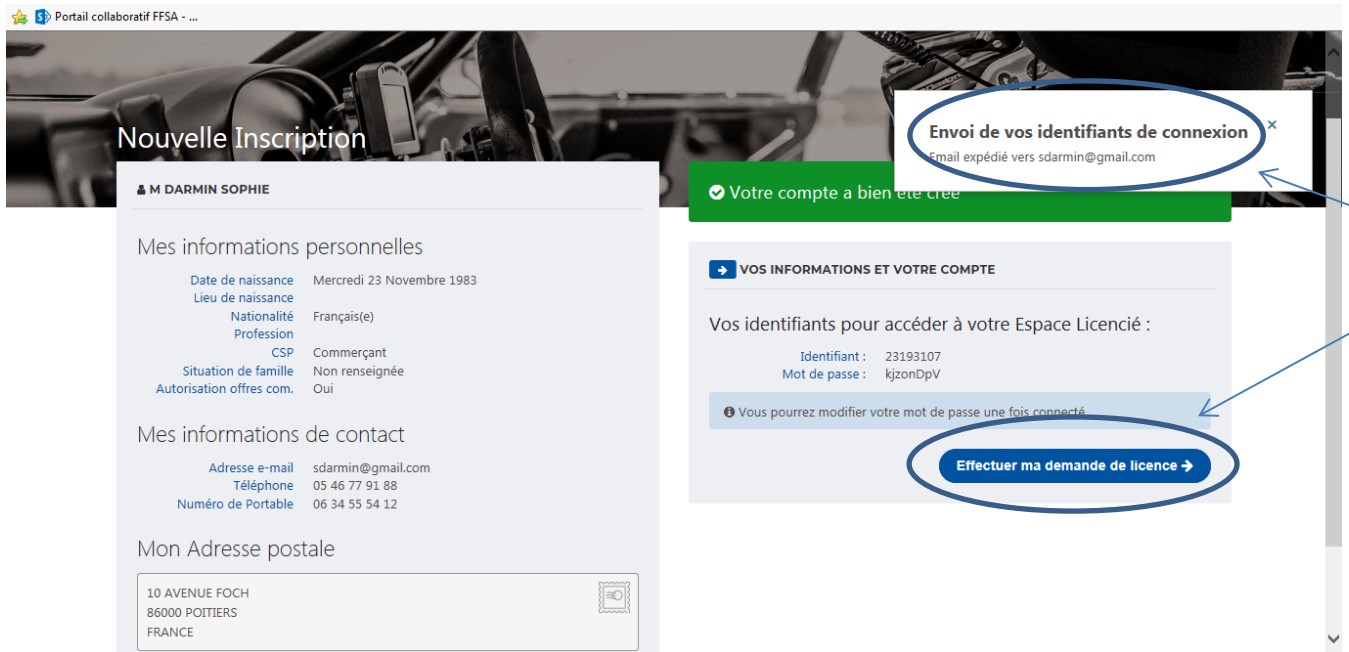 Portail collaboratif FFSA - ...
Nouvelle Inscription
Envoi de vos identifiants de connexion ×
Email expédié vers sdarmin@gmail.com
M DARMIN SOPHIE
Votre compte a bien été créé
Mes informations personnelles
Date de naissance Mercredi 23 Novembre 1983
Lieu de naissance
Nationalité Français(e)
Profession
CSP Commerçant
Situation de famille Non renseignée
Autorisation offres com. Oui
Mes informations de contact
Adresse e-mail sdarmin@gmail.com
Téléphone 05 46 77 91 88
Numéro de Portable 06 34 55 54 12
Mon Adresse postale
10 AVENUE FOCH
86000 POITIERS
FRANCE
VOS INFORMATIONS ET VOTRE COMPTE
Vos identifiants pour accéder à votre Espace Licencié :
Identifiant : 23193107
Mot de passe : kjzonDpV
Vous pourrez modifier votre mot de passe une fois connecté
Effectuer ma demande de licence